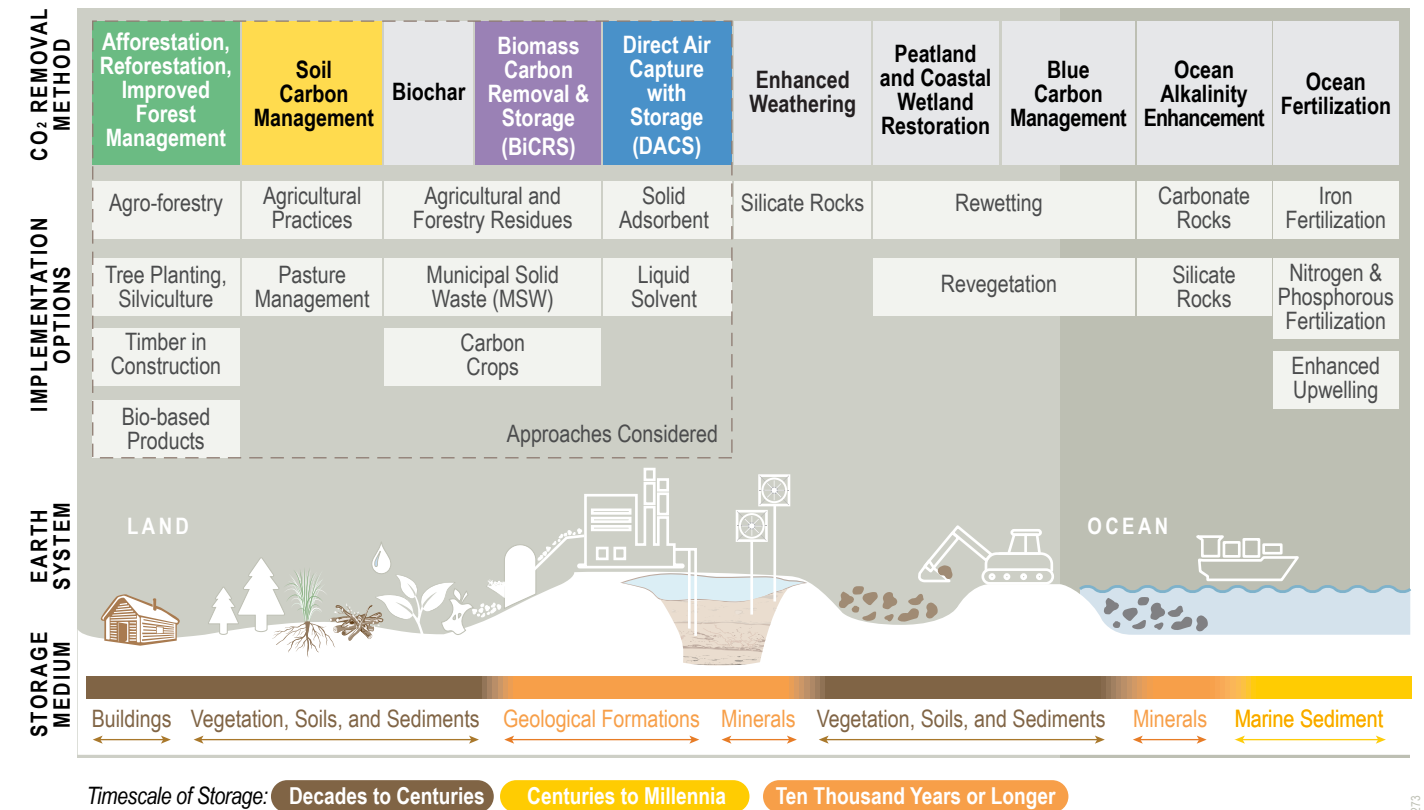 CO₂ REMOVAL
METHOD
Afforestation,
Reforestation,
Improved
Forest
Management
Soil
Carbon
Management
Biochar
Biomass
Carbon
Removal &
Storage
(BiCRS)
Direct Air
Capture
with
Storage
(DACS)
Enhanced
Weathering
Peatland
and Coastal
Wetland
Restoration
Blue
Carbon
Management
Ocean
Alkalinity
Enhancement
Ocean
Fertilization
IMPLEMENTATION
OPTIONS
Agro-forestry
Agricultural
Practices
Agricultural and
Forestry Residues
Solid
Adsorbent
Silicate Rocks
Rewetting
Carbonate
Rocks
Iron
Fertilization
Tree Planting,
Silviculture
Pasture
Management
Municipal Solid
Waste (MSW)
Liquid
Solvent
Revegetation
Silicate
Rocks
Nitrogen &
Phosphorous
Fertilization
Timber in
Construction
Carbon
Crops
Enhanced
Upwelling
Bio-based
Products
Approaches Considered
EARTH
SYSTEM
LAND
OCEAN
STORAGE
MEDIUM
Buildings
Vegetation, Soils, and Sediments
Geological Formations
Minerals
Vegetation, Soils, and Sediments
Minerals
Marine Sediment
Timescale of Storage:
Decades to Centuries
Centuries to Millennia
Ten Thousand Years or Longer